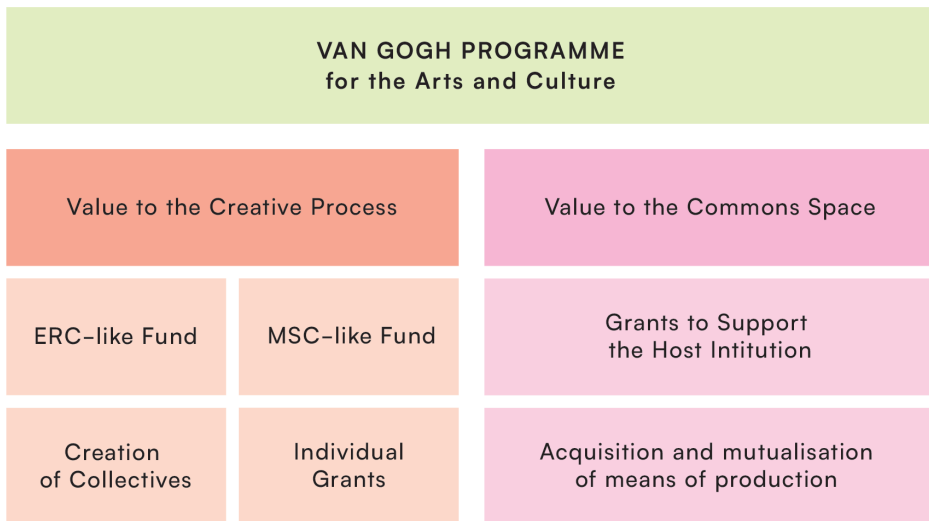 VAN GOGH PROGRAMME
for the Arts and Culture
Value to the Creative Process
Value to the Commons Space
ERC-like Fund
MSC-like Fund
Grants to Support
the Host Intitution
Creation
of Collectives
Individual
Grants
Acquisition and mutualisation
of means of production